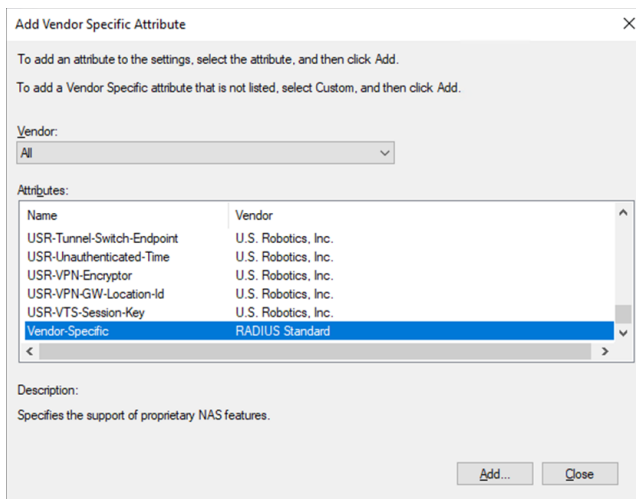 Add Vendor Specific Attribute
To add an attribute to the settings, select the attribute, and then click Add.
To add a Vendor Specific attribute that is not listed, select Custom, and then click Add.
Vendor:
All
Attributes:
Name Vendor
USR-Tunnel-Switch-Endpoint U.S. Robotics, Inc.
USR-Unauthenticated-Time U.S. Robotics, Inc.
USR-VPN-Encryptor U.S. Robotics, Inc.
USR-VPN-GW-Location-Id U.S. Robotics, Inc.
USR-VTS-Session-Key U.S. Robotics, Inc.
Vendor-Specific RADIUS Standard
Description:
Specifies the support of proprietary NAS features.
Add... Close